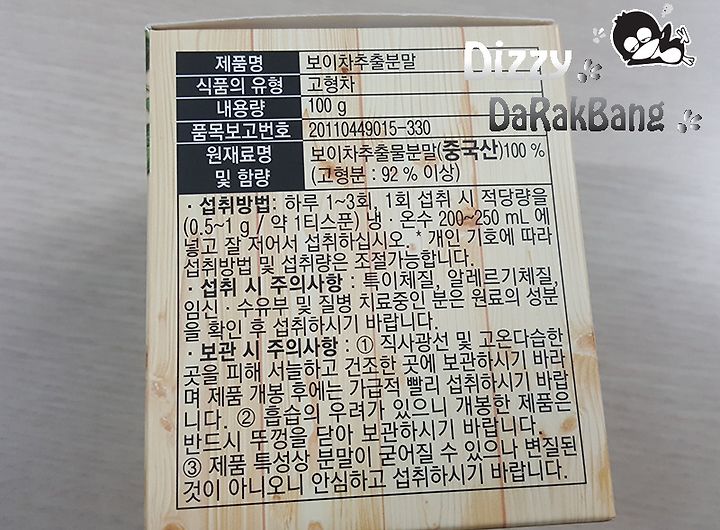 Dizzy
DaRakBang
제품명 보이차추출분말
식품의 유형 고형차
내용량 100 g
품목보고번호 20110449015-330
원재료명 보이차추출물분말(중국산)100 %
및 함량 (고형분 : 92 % 이상)
· 섭취방법: 하루 1~3회, 1회 섭취 시 적당량을
(0.5~1 g / 약 1티스푼) 냉 · 온수 200~250 mL 에
넣고 잘 저어서 섭취하십시오. * 개인 기호에 따라
섭취방법 및 섭취량은 조절가능합니다.
· 섭취 시 주의사항 : 특이체질, 알레르기체질,
임신 · 수유부 및 질병 치료중인 분은 원료의 성분
을 확인 후 섭취하시기 바랍니다.
· 보관 시 주의사항 : ① 직사광선 및 고온다습한
곳을 피해 서늘하고 건조한 곳에 보관하시기 바라
며 제품 개봉 후에는 가급적 빨리 섭취하시기 바랍
니다. ② 흡습의 우려가 있으니 개봉한 제품은
반드시 뚜껑을 닫아 보관하시기 바랍니다.
③ 제품 특성상 분말이 굳어질 수 있으나 변질된
것이 아니오니 안심하고 섭취하시기 바랍니다.